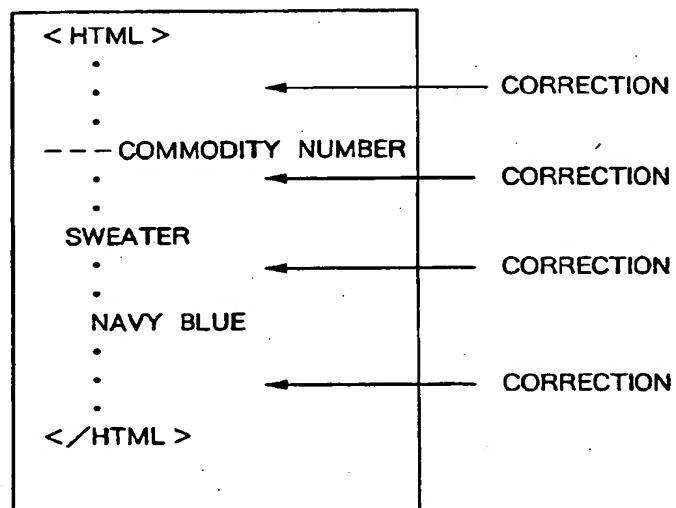 < HTML >
CORRECTION
--- COMMODITY NUMBER
CORRECTION
SWEATER
CORRECTION
NAVY BLUE
CORRECTION
</HTML >